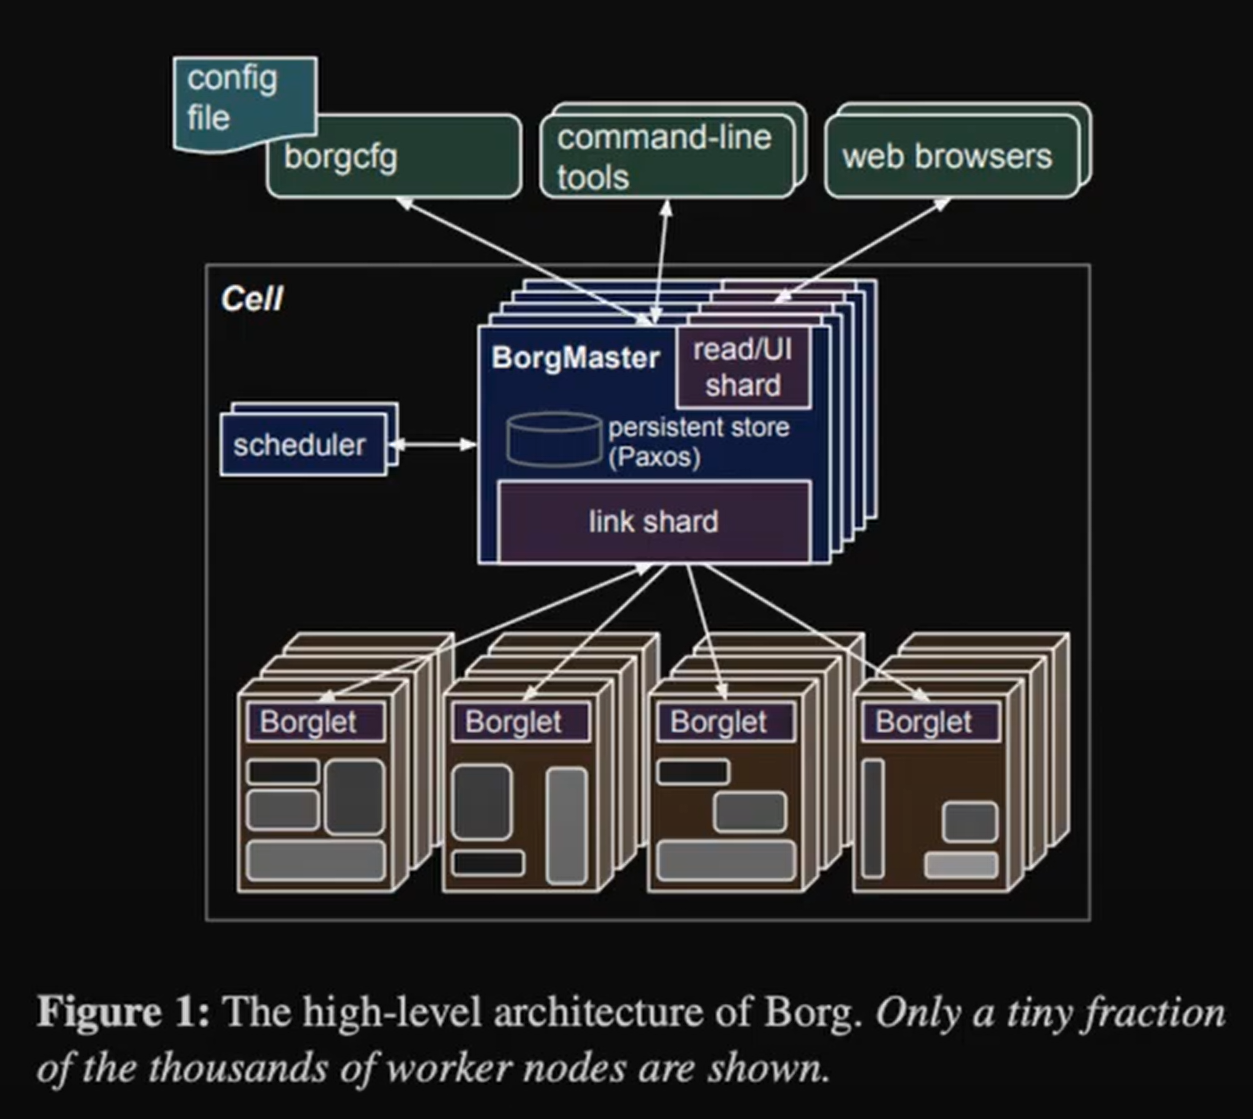 config
file
borgcfg
command-line
tools
web browsers
Cell
BorgMaster
read/UI
shard
persistent store
(Paxos)
scheduler
link shard
Borglet
Borglet
Borglet
Borglet
Figure 1: The high-level architecture of Borg. Only a tiny fraction
of the thousands of worker nodes are shown.